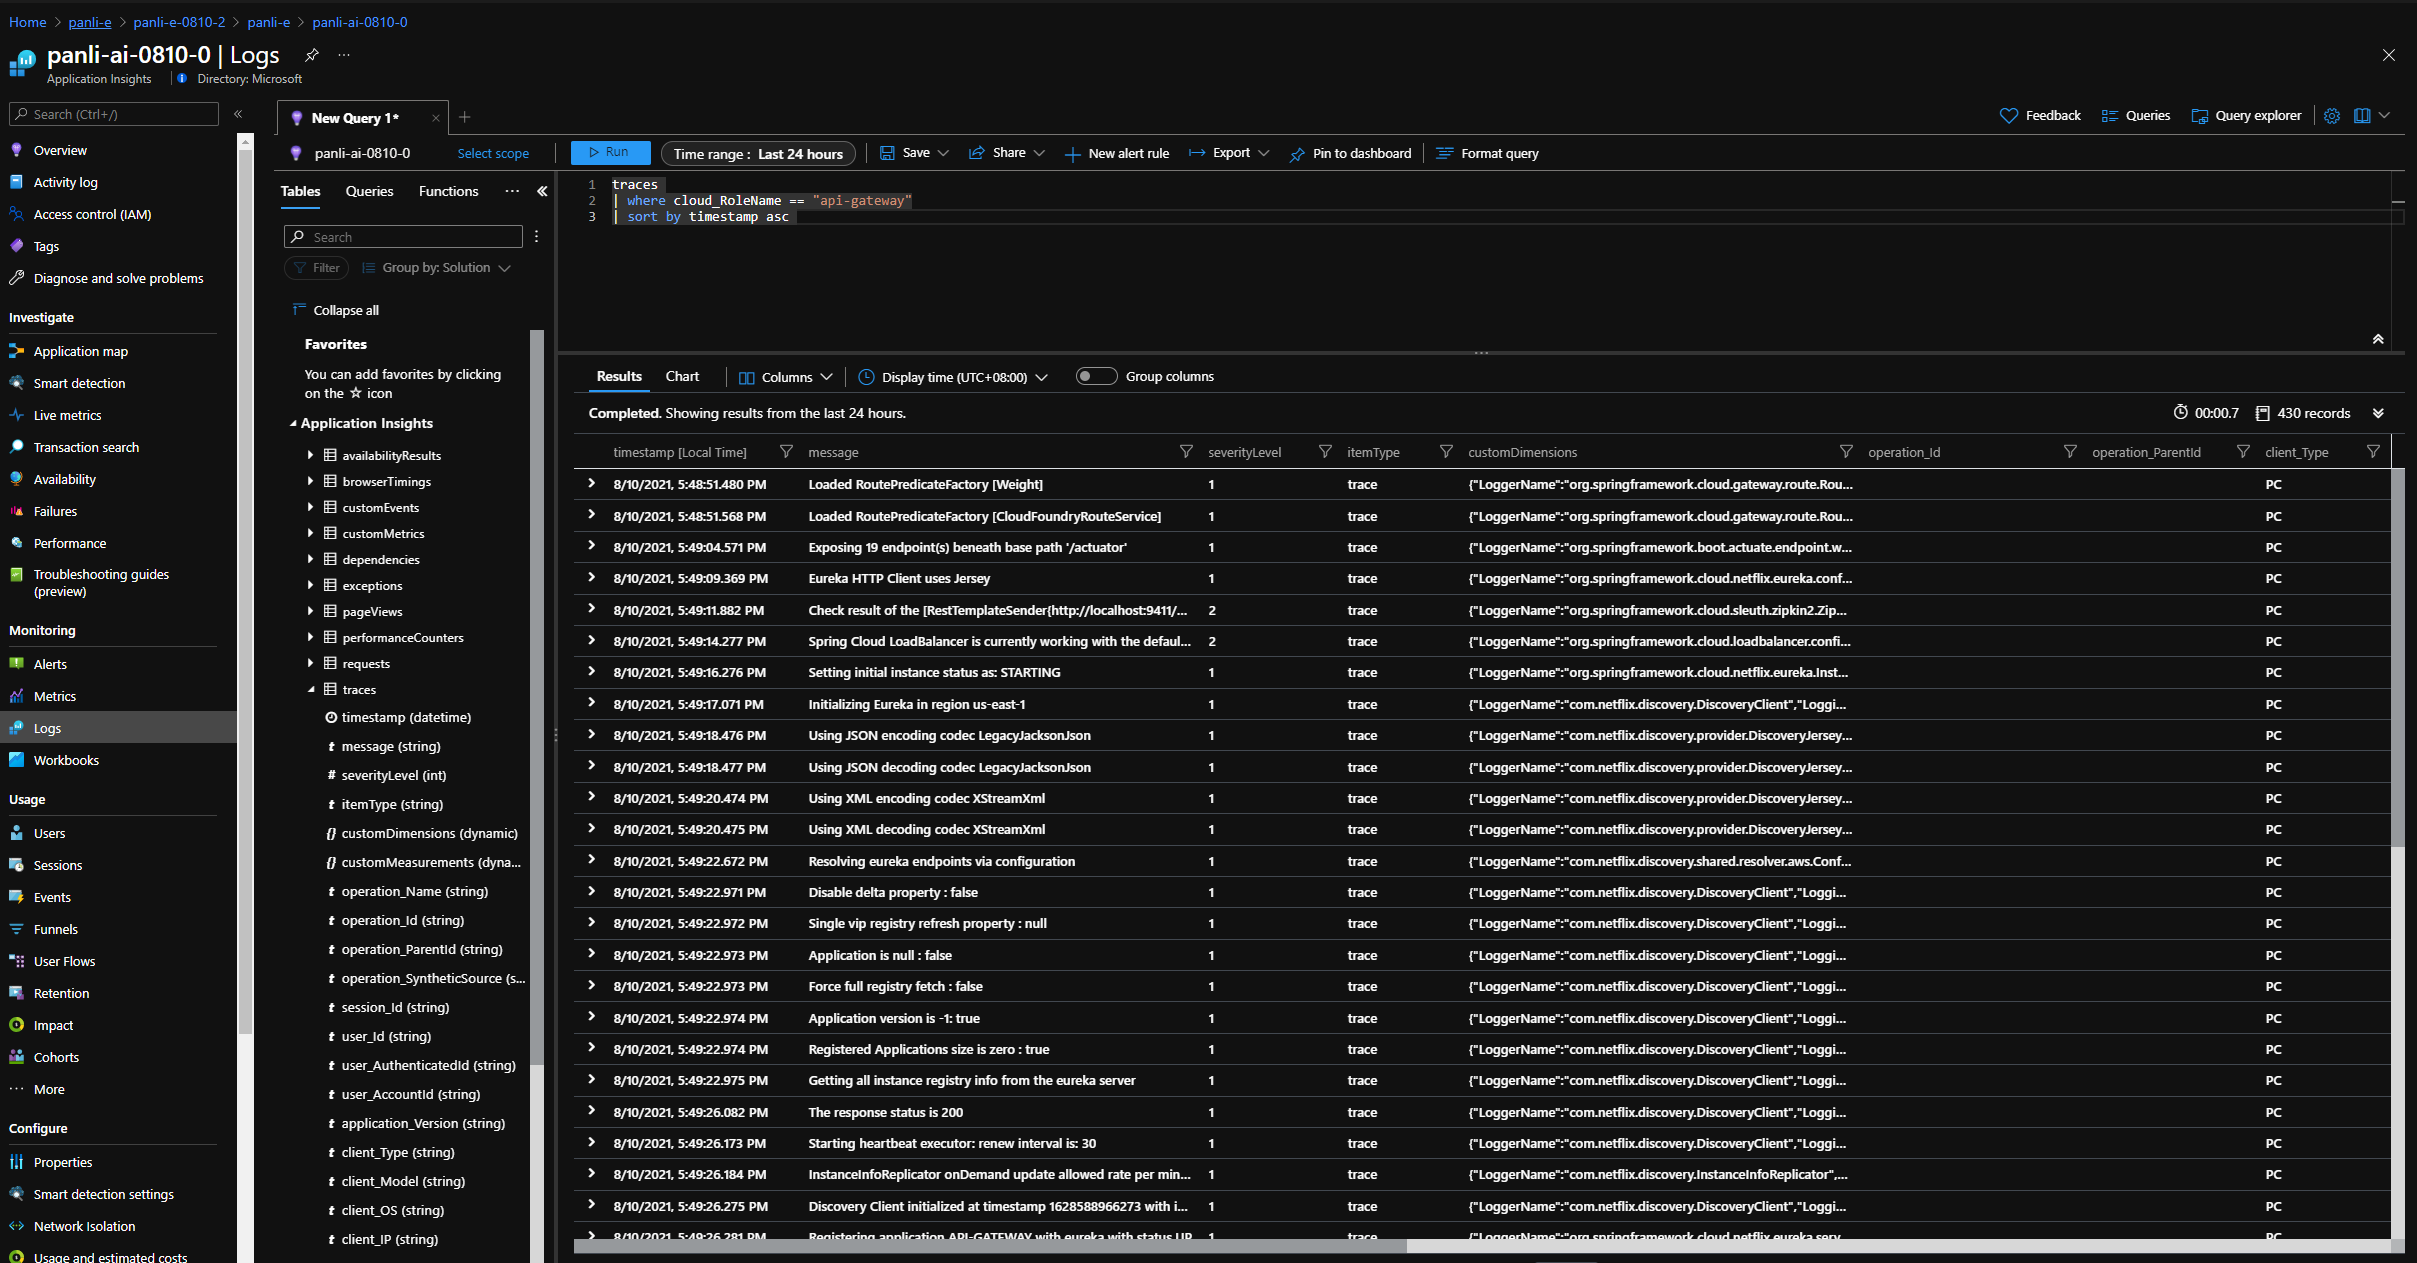 Home > panli-e > panli-e-0810-2 > panli-e > panli-ai-0810-0
panli-ai-0810-0 | Logs ...
Application Insights Directory: Microsoft
Search (Ctrl+/)
Overview
Activity log
Access control (IAM)
Tags
Diagnose and solve problems
Investigate
Application map
Smart detection
Live metrics
Transaction search
Availability
Failures
Performance
Troubleshooting guides
(preview)
Monitoring
Alerts
Metrics
Logs
Workbooks
Usage
Users
Sessions
Events
Funnels
User Flows
Retention
Impact
Cohorts
More
Configure
Properties
Smart detection settings
Network Isolation
Usage and estimated costs
New Query 1*
Feedback Queries Query explorer
panli-ai-0810-0 Select scope Run Time range : Last 24 hours Save Share New alert rule Export Pin to dashboard Format query
Tables Queries Functions ...
Search
Filter Group by: Solution
Collapse all
Favorites
You can add favorites by clicking
on the ☆ icon
Application Insights
availabilityResults
browserTimings
customEvents
customMetrics
dependencies
exceptions
pageViews
performanceCounters
requests
traces
timestamp (datetime)
t message (string)
# severityLevel (int)
t itemType (string)
{} customDimensions (dynamic)
{} customMeasurements (dyna...
t operation_Name (string)
t operation_Id (string)
t operation_ParentId (string)
t operation_SyntheticSource (s...
t session_Id (string)
t user_Id (string)
t user_AuthenticatedId (string)
t user_AccountId (string)
t application_Version (string)
t client_Type (string)
t client_Model (string)
t client_OS (string)
t client_IP (string)
1 traces
2 | where cloud_RoleName == "api-gateway"
3 | sort by timestamp asc
Results Chart Columns Display time (UTC+08:00) Group columns
Completed. Showing results from the last 24 hours. 00:00.7 430 records
timestamp [Local Time] message severityLevel itemType customDimensions operation_Id operation_ParentId client_Type
8/10/2021, 5:48:51.480 PM Loaded RoutePredicateFactory [Weight] 1 trace {"LoggerName":"org.springframework.cloud.gateway.route.Rou... PC
8/10/2021, 5:48:51.568 PM Loaded RoutePredicateFactory [CloudFoundryRouteService] 1 trace {"LoggerName":"org.springframework.cloud.gateway.route.Rou... PC
8/10/2021, 5:49:04.571 PM Exposing 19 endpoint(s) beneath base path '/actuator' 1 trace {"LoggerName":"org.springframework.boot.actuate.endpoint.w... PC
8/10/2021, 5:49:09.369 PM Eureka HTTP Client uses Jersey 1 trace {"LoggerName":"org.springframework.cloud.netflix.eureka.conf... PC
8/10/2021, 5:49:11.882 PM Check result of the [RestTemplateSender{http://localhost:9411/... 2 trace {"LoggerName":"org.springframework.cloud.sleuth.zipkin2.Zip... PC
8/10/2021, 5:49:14.277 PM Spring Cloud LoadBalancer is currently working with the defaul... 2 trace {"LoggerName":"org.springframework.cloud.loadbalancer.confi... PC
8/10/2021, 5:49:16.276 PM Setting initial instance status as: STARTING 1 trace {"LoggerName":"org.springframework.cloud.netflix.eureka.Inst... PC
8/10/2021, 5:49:17.071 PM Initializing Eureka in region us-east-1 1 trace {"LoggerName":"com.netflix.discovery.DiscoveryClient","Loggi... PC
8/10/2021, 5:49:18.476 PM Using JSON encoding codec LegacyJacksonJson 1 trace {"LoggerName":"com.netflix.discovery.provider.DiscoveryJersey... PC
8/10/2021, 5:49:18.477 PM Using JSON decoding codec LegacyJacksonJson 1 trace {"LoggerName":"com.netflix.discovery.provider.DiscoveryJersey... PC
8/10/2021, 5:49:20.474 PM Using XML encoding codec XStreamXml 1 trace {"LoggerName":"com.netflix.discovery.provider.DiscoveryJersey... PC
8/10/2021, 5:49:20.475 PM Using XML decoding codec XStreamXml 1 trace {"LoggerName":"com.netflix.discovery.provider.DiscoveryJersey... PC
8/10/2021, 5:49:22.672 PM Resolving eureka endpoints via configuration 1 trace {"LoggerName":"com.netflix.discovery.shared.resolver.aws.Conf... PC
8/10/2021, 5:49:22.971 PM Disable delta property : false 1 trace {"LoggerName":"com.netflix.discovery.DiscoveryClient","Loggi... PC
8/10/2021, 5:49:22.972 PM Single vip registry refresh property : null 1 trace {"LoggerName":"com.netflix.discovery.DiscoveryClient","Loggi... PC
8/10/2021, 5:49:22.973 PM Application is null : false 1 trace {"LoggerName":"com.netflix.discovery.DiscoveryClient","Loggi... PC
8/10/2021, 5:49:22.973 PM Force full registry fetch : false 1 trace {"LoggerName":"com.netflix.discovery.DiscoveryClient","Loggi... PC
8/10/2021, 5:49:22.974 PM Application version is -1: true 1 trace {"LoggerName":"com.netflix.discovery.DiscoveryClient","Loggi... PC
8/10/2021, 5:49:22.974 PM Registered Applications size is zero : true 1 trace {"LoggerName":"com.netflix.discovery.DiscoveryClient","Loggi... PC
8/10/2021, 5:49:22.975 PM Getting all instance registry info from the eureka server 1 trace {"LoggerName":"com.netflix.discovery.DiscoveryClient","Loggi... PC
8/10/2021, 5:49:26.082 PM The response status is 200 1 trace {"LoggerName":"com.netflix.discovery.DiscoveryClient","Loggi... PC
8/10/2021, 5:49:26.173 PM Starting heartbeat executor: renew interval is: 30 1 trace {"LoggerName":"com.netflix.discovery.DiscoveryClient","Loggi... PC
8/10/2021, 5:49:26.184 PM InstanceInfoReplicator onDemand update allowed rate per min... 1 trace {"LoggerName":"com.netflix.discovery.InstanceInfoReplicator",... PC
8/10/2021, 5:49:26.275 PM Discovery Client initialized at timestamp 1628588966273 with i... 1 trace {"LoggerName":"com.netflix.discovery.DiscoveryClient","Loggi... PC
8/10/2021, 5:49:26.281 PM Registering application API-GATEWAY with eureka with status UP 1 trace {"LoggerName":"org.springframework.cloud.netflix.eureka.serv... PC